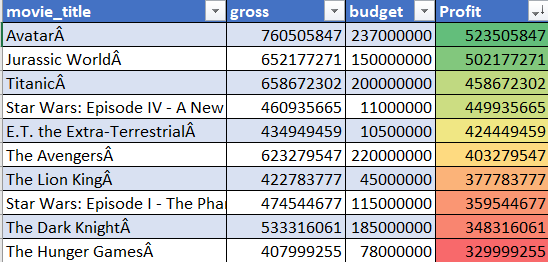 movie_title gross budget Profit
AvatarÂ 760505847 237000000 523505847
Jurassic WorldÂ 652177271 150000000 502177271
TitanicÂ 658672302 200000000 458672302
Star Wars: Episode IV - A New 460935665 11000000 449935665
E.T. the Extra-TerrestrialÂ 434949459 10500000 424449459
The AvengersÂ 623279547 220000000 403279547
The Lion KingÂ 422783777 45000000 377783777
Star Wars: Episode I - The Phar 474544677 115000000 359544677
The Dark KnightÂ 533316061 185000000 348316061
The Hunger GamesÂ 407999255 78000000 329999255